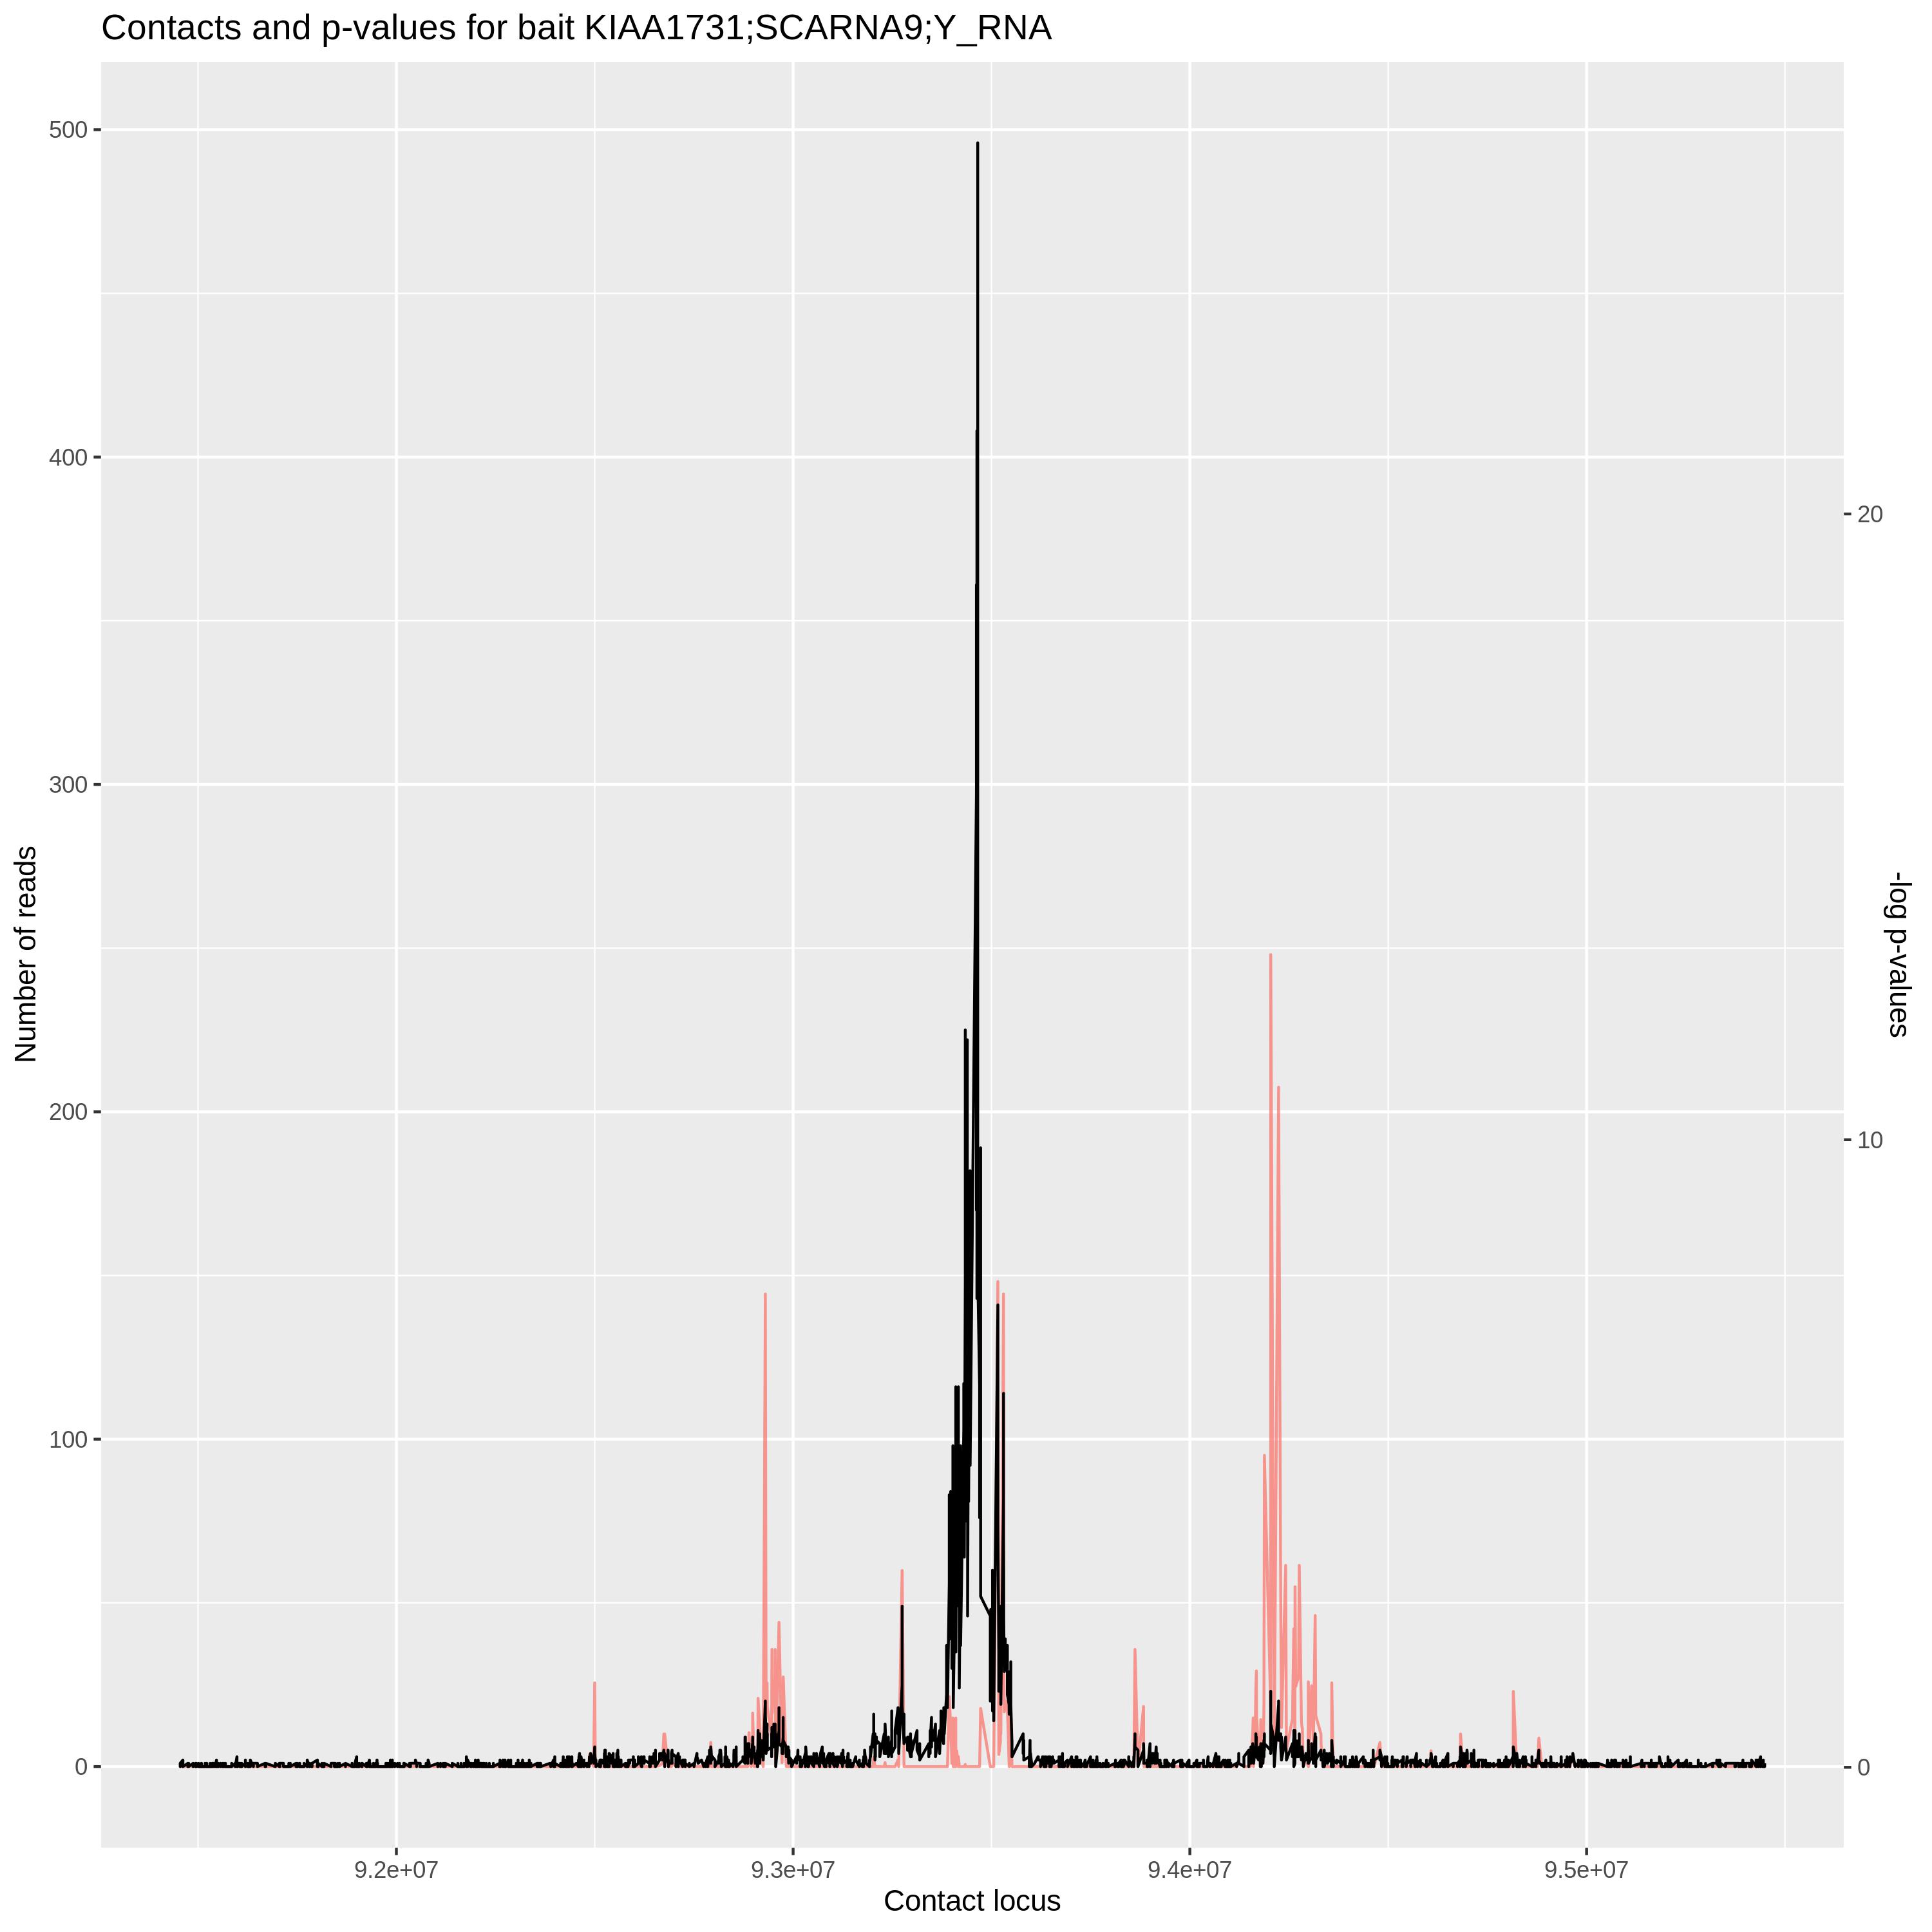 Contacts and p-values for bait KIAA1731;SCARNA9;Y_RNA
500
400
300
200
100
0
Number of reads
20
10
0
-log p-values
9.2e+07
9.3e+07
9.4e+07
9.5e+07
Contact locus